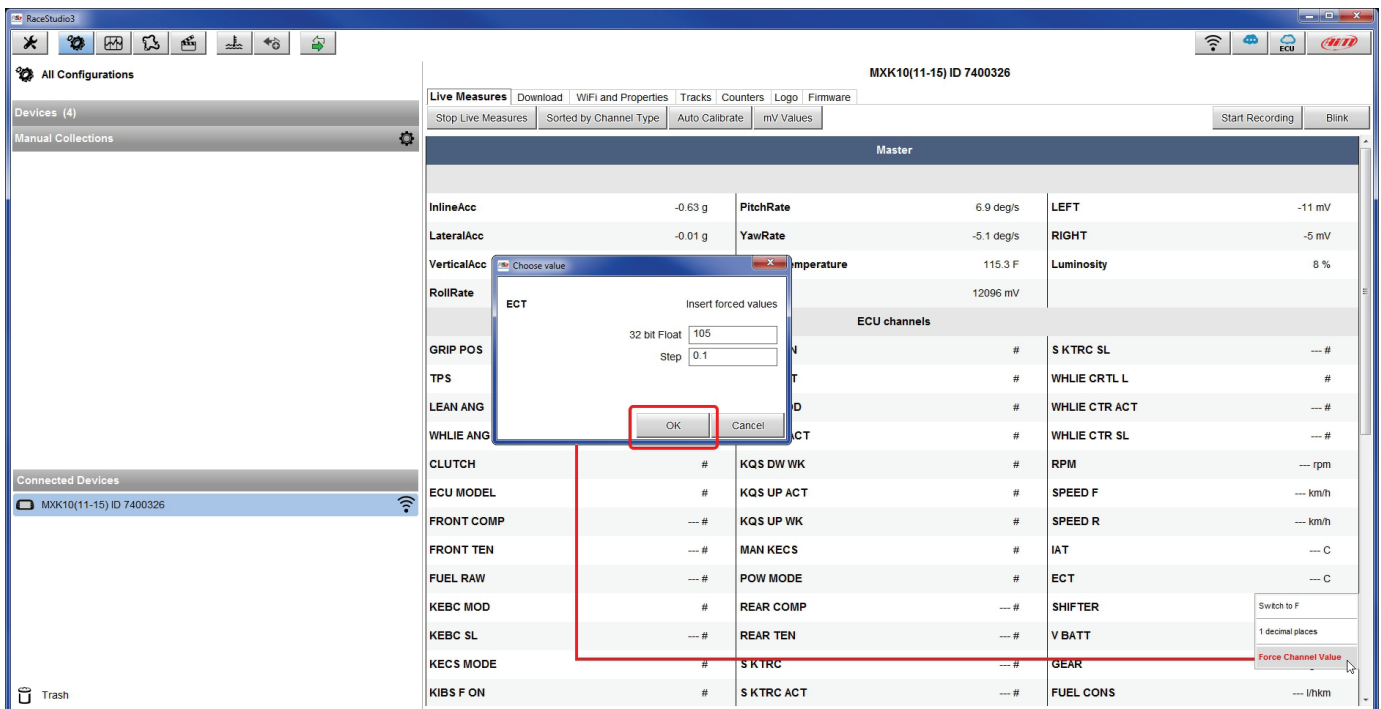 RaceStudio3
ECU
AiM
All Configurations
MXK10(11-15) ID 7400326
Live Measures Download WiFi and Properties Tracks Counters Logo Firmware
Devices (4)
Stop Live Measures Sorted by Channel Type Auto Calibrate mV Values Start Recording Blink
Manual Collections
Master
InlineAcc -0.63 g PitchRate 6.9 deg/s LEFT -11 mV
LateralAcc -0.01 g YawRate -5.1 deg/s RIGHT -5 mV
VerticalAcc emperature 115.3 F Luminosity 8 %
RollRate 12096 mV
Choose value
ECT Insert forced values
32 bit Float 105
Step 0.1
OK Cancel
ECU channels
GRIP POS N # S KTRC SL --- #
TPS T # WHLIE CRTL L #
LEAN ANG D # WHLIE CTR ACT --- #
WHLIE ANG ACT # WHLIE CTR SL --- #
CLUTCH # KQS DW WK # RPM --- rpm
Connected Devices
ECU MODEL # KQS UP ACT # SPEED F --- km/h
MXK10(11-15) ID 7400326
FRONT COMP --- # KQS UP WK # SPEED R --- km/h
FRONT TEN --- # MAN KECS # IAT --- C
FUEL RAW --- # POW MODE # ECT --- C
KEBC MOD # REAR COMP --- # SHIFTER
KEBC SL --- # REAR TEN --- # V BATT
KECS MODE # S KTRC --- # GEAR
Switch to F
1 decimal places
Force Channel Value
Trash
KIBS F ON # S KTRC ACT --- # FUEL CONS --- l/hkm